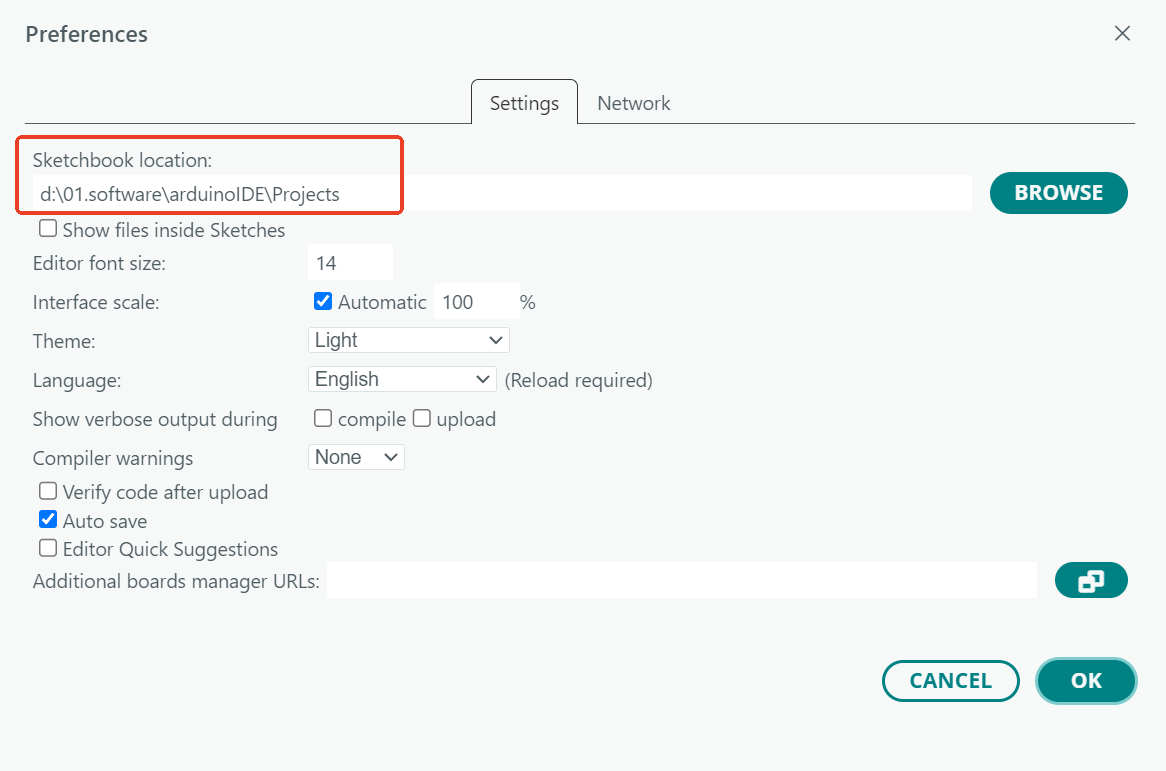 Preferences
Settings Network
Sketchbook location:
d:\01.software\arduinoIDE\Projects
BROWSE
Show files inside Sketches
Editor font size: 14
Interface scale: Automatic 100 %
Theme: Light
Language: English (Reload required)
Show verbose output during compile upload
Compiler warnings None
Verify code after upload
Auto save
Editor Quick Suggestions
Additional boards manager URLs:
CANCEL OK